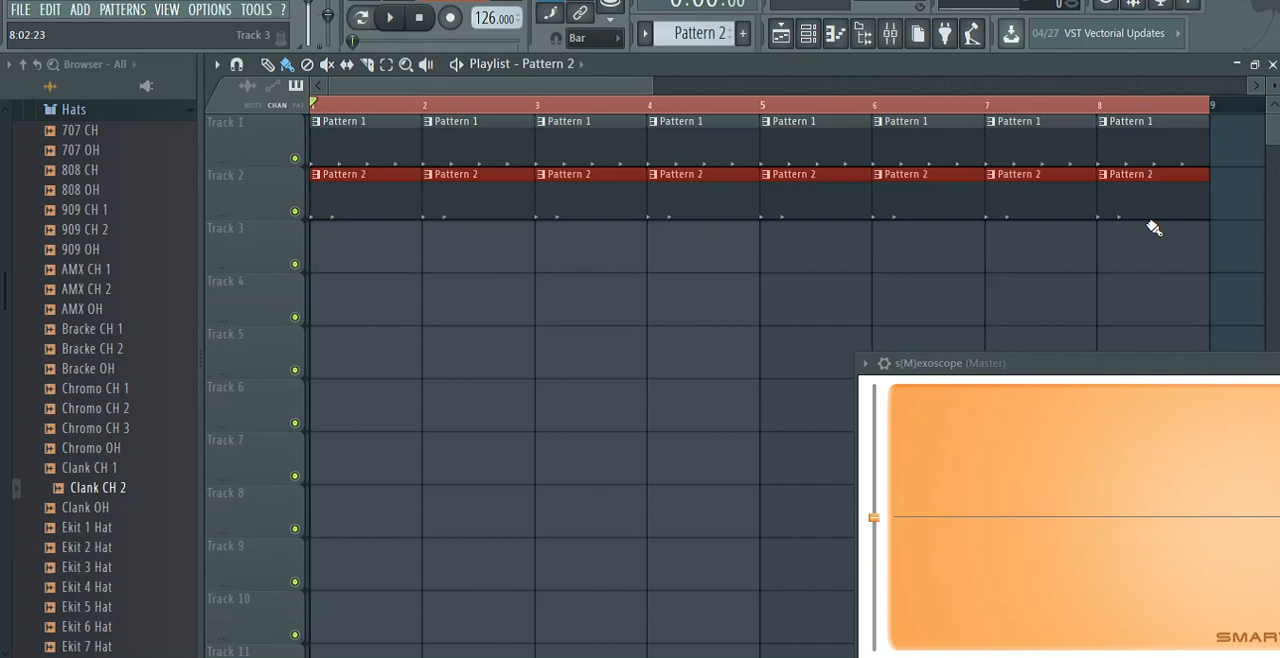 FILE EDIT ADD PATTERNS VIEW OPTIONS TOOLS ?
126.000
0:00:00
8:02:23 Track 3
Bar
Pattern 2 +
04/27 VST Vectorial Updates
Browser - All
Playlist - Pattern 2
NOTE CHAN PAT
2 3 4 5 6 7 8 9
Hats
707 CH
707 OH
808 CH
808 OH
909 CH 1
909 CH 2
909 OH
AMX CH 1
AMX CH 2
AMX OH
Bracke CH 1
Bracke CH 2
Bracke OH
Chromo CH 1
Chromo CH 2
Chromo CH 3
Chromo OH
Clank CH 1
Clank CH 2
Clank OH
Ekit 1 Hat
Ekit 2 Hat
Ekit 3 Hat
Ekit 4 Hat
Ekit 5 Hat
Ekit 6 Hat
Ekit 7 Hat
Track 1 Pattern 1 Pattern 1 Pattern 1 Pattern 1 Pattern 1 Pattern 1 Pattern 1 Pattern 1
Track 2 Pattern 2 Pattern 2 Pattern 2 Pattern 2 Pattern 2 Pattern 2 Pattern 2 Pattern 2
Track 3
Track 4
Track 5
Track 6
Track 7
Track 8
Track 9
Track 10
Track 11
s(M)exoscope (Master)